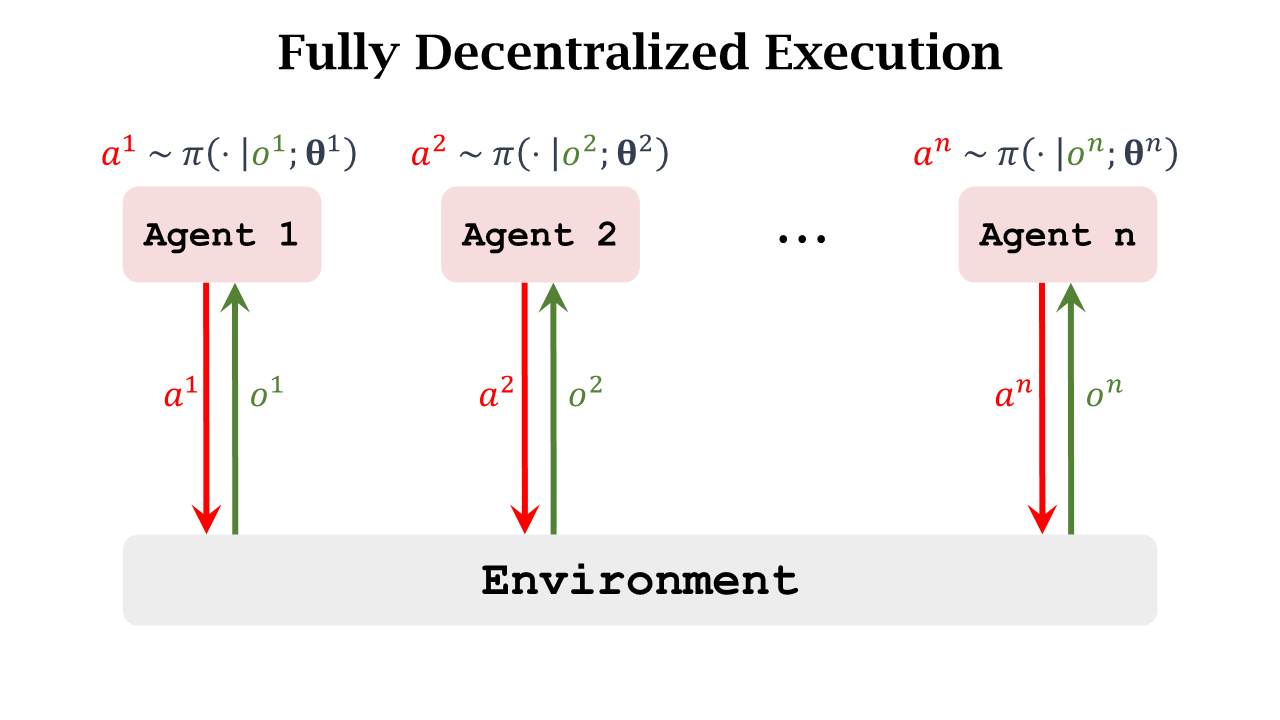 Fully Decentralized Execution
a¹ ~ π(· |o¹; θ¹) a² ~ π(· |o²; θ²) aⁿ ~ π(· |oⁿ; θⁿ)
Agent 1 Agent 2 ... Agent n
a¹ o¹ a² o² aⁿ oⁿ
Environment